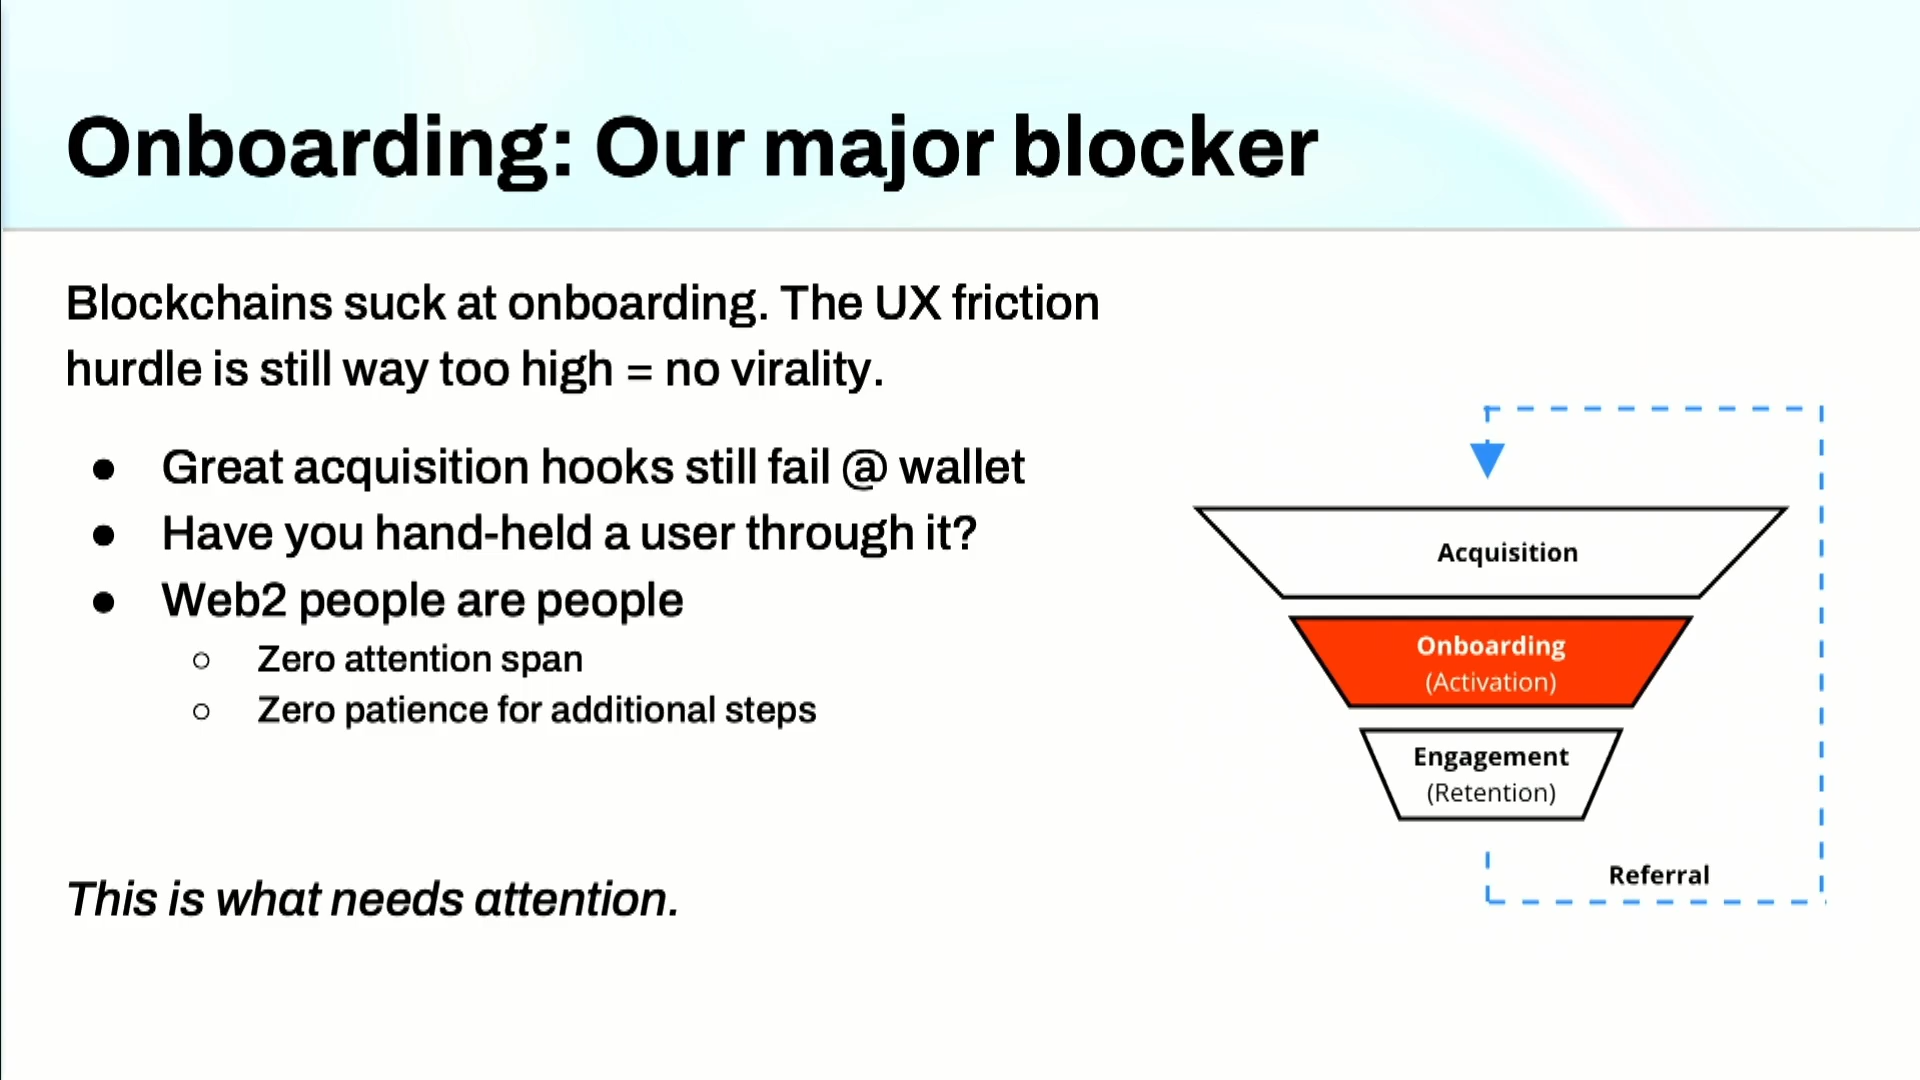 Onboarding: Our major blocker
Blockchains suck at onboarding. The UX friction
hurdle is still way too high = no virality.
● Great acquisition hooks still fail @ wallet
● Have you hand-held a user through it?
● Web2 people are people
○ Zero attention span
○ Zero patience for additional steps
This is what needs attention.
Acquisition
Onboarding
(Activation)
Engagement
(Retention)
Referral